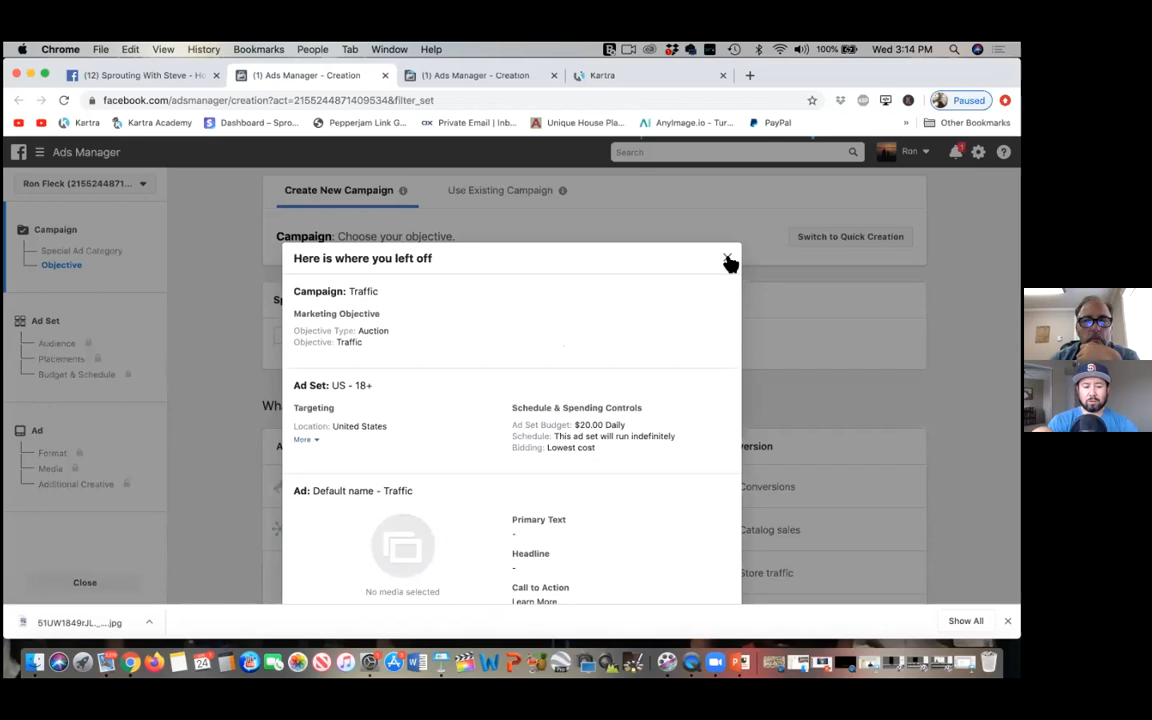 Chrome File Edit View History Bookmarks People Tab Window Help 100% Wed 3:14 PM
(12) Sprouting With Steve - Ho (1) Ads Manager - Creation (1) Ads Manager - Creation Kartra
facebook.com/adsmanager/creation?act=2155244871409534&filter_set Paused
Kartra Kartra Academy Dashboard – Spro... Pepperjam Link G... Private Email | Inb... Unique House Pla... AnyImage.io - Tur... PayPal » Other Bookmarks
Ads Manager Search Ron
Ron Fleck (2155244871... Create New Campaign Use Existing Campaign
Campaign Campaign: Choose your objective. Switch to Quick Creation
Special Ad Category
Objective
Here is where you left off
Campaign: Traffic
Marketing Objective
Objective Type: Auction
Objective: Traffic
Ad Set
Audience
Placements
Budget & Schedule
Ad Set: US - 18+
Targeting
Location: United States
More
Schedule & Spending Controls
Ad Set Budget: $20.00 Daily
Schedule: This ad set will run indefinitely
Bidding: Lowest cost
Ad
Format
Media
Additional Creative
Ad: Default name - Traffic
No media selected
Primary Text
-
Headline
-
Call to Action
Learn More
Conversions
Catalog sales
Store traffic
Close
51UW1849rJL._....jpg Show All
24